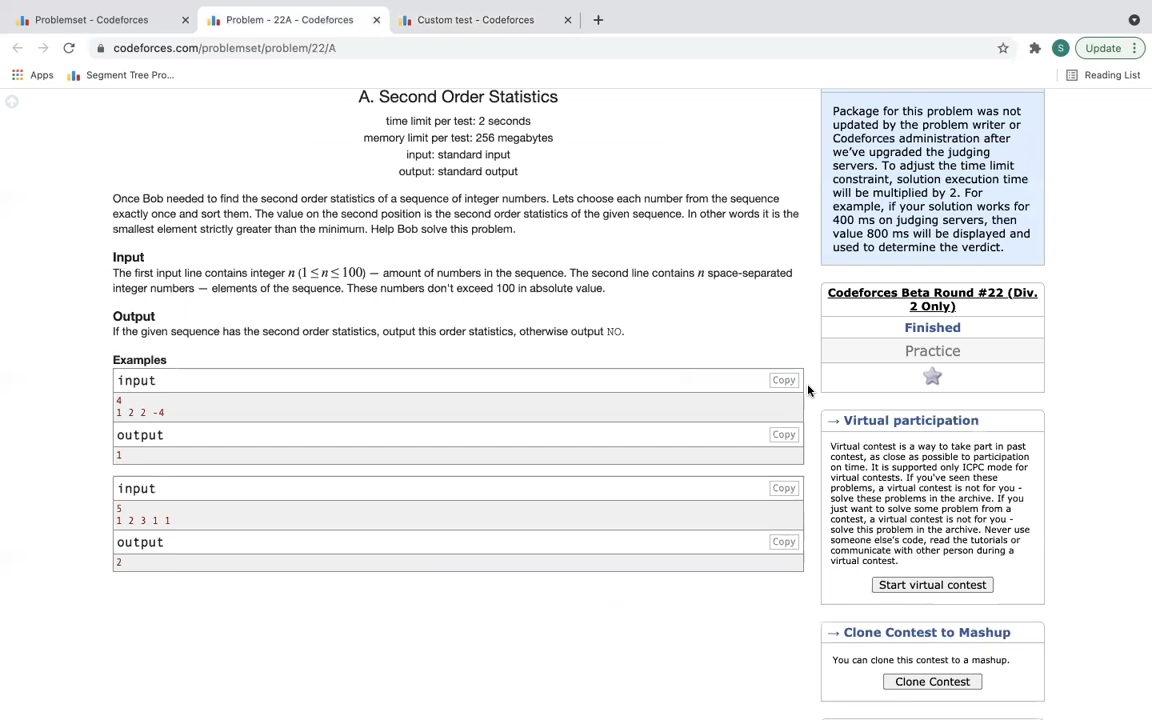 Problemset - Codeforces
Problem - 22A - Codeforces
Custom test - Codeforces
codeforces.com/problemset/problem/22/A
S
Update
Apps
Segment Tree Pro...
Reading List
A. Second Order Statistics
time limit per test: 2 seconds
memory limit per test: 256 megabytes
input: standard input
output: standard output
Once Bob needed to find the second order statistics of a sequence of integer numbers. Lets choose each number from the sequence
exactly once and sort them. The value on the second position is the second order statistics of the given sequence. In other words it is the
smallest element strictly greater than the minimum. Help Bob solve this problem.
Input
The first input line contains integer n (1 ≤ n ≤ 100) — amount of numbers in the sequence. The second line contains n space-separated
integer numbers — elements of the sequence. These numbers don't exceed 100 in absolute value.
Output
If the given sequence has the second order statistics, output this order statistics, otherwise output NO.
Examples
input
Copy
4
1 2 2 -4
output
Copy
1
input
Copy
5
1 2 3 1 1
output
Copy
2
Package for this problem was not
updated by the problem writer or
Codeforces administration after
we've upgraded the judging
servers. To adjust the time limit
constraint, solution execution time
will be multiplied by 2. For
example, if your solution works for
400 ms on judging servers, then
value 800 ms will be displayed and
used to determine the verdict.
Codeforces Beta Round #22 (Div.
2 Only)
Finished
Practice
→ Virtual participation
Virtual contest is a way to take part in past
contest, as close as possible to participation
on time. It is supported only ICPC mode for
virtual contests. If you've seen these
problems, a virtual contest is not for you -
solve these problems in the archive. If you
just want to solve some problem from a
contest, a virtual contest is not for you -
solve this problem in the archive. Never use
someone else's code, read the tutorials or
communicate with other person during a
virtual contest.
Start virtual contest
→ Clone Contest to Mashup
You can clone this contest to a mashup.
Clone Contest